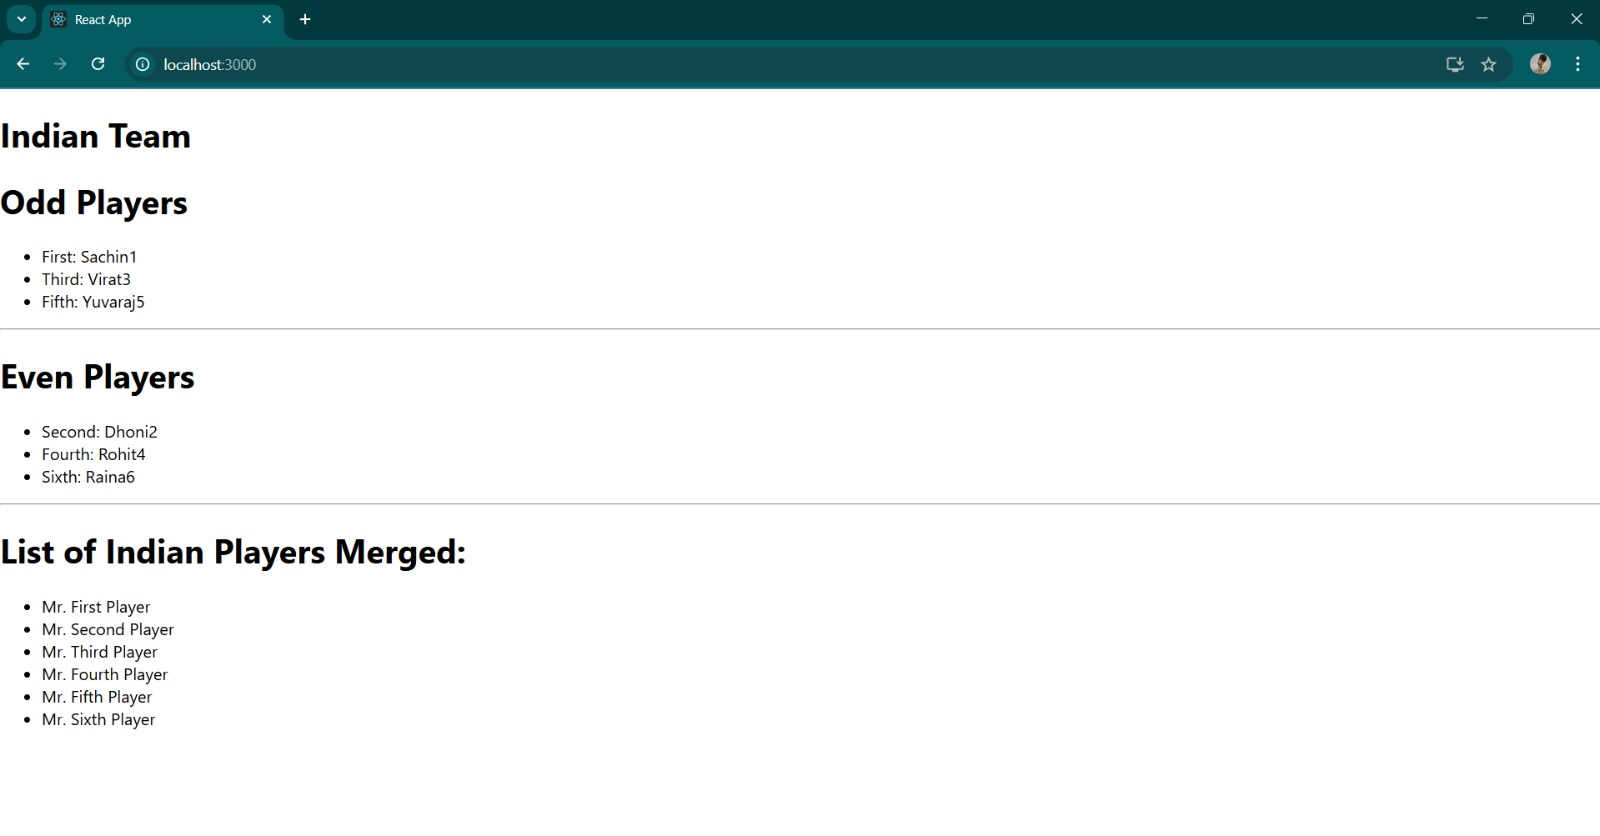 React App
localhost:3000
Indian Team
Odd Players
First: Sachin1
Third: Virat3
Fifth: Yuvaraj5
Even Players
Second: Dhoni2
Fourth: Rohit4
Sixth: Raina6
List of Indian Players Merged:
Mr. First Player
Mr. Second Player
Mr. Third Player
Mr. Fourth Player
Mr. Fifth Player
Mr. Sixth Player